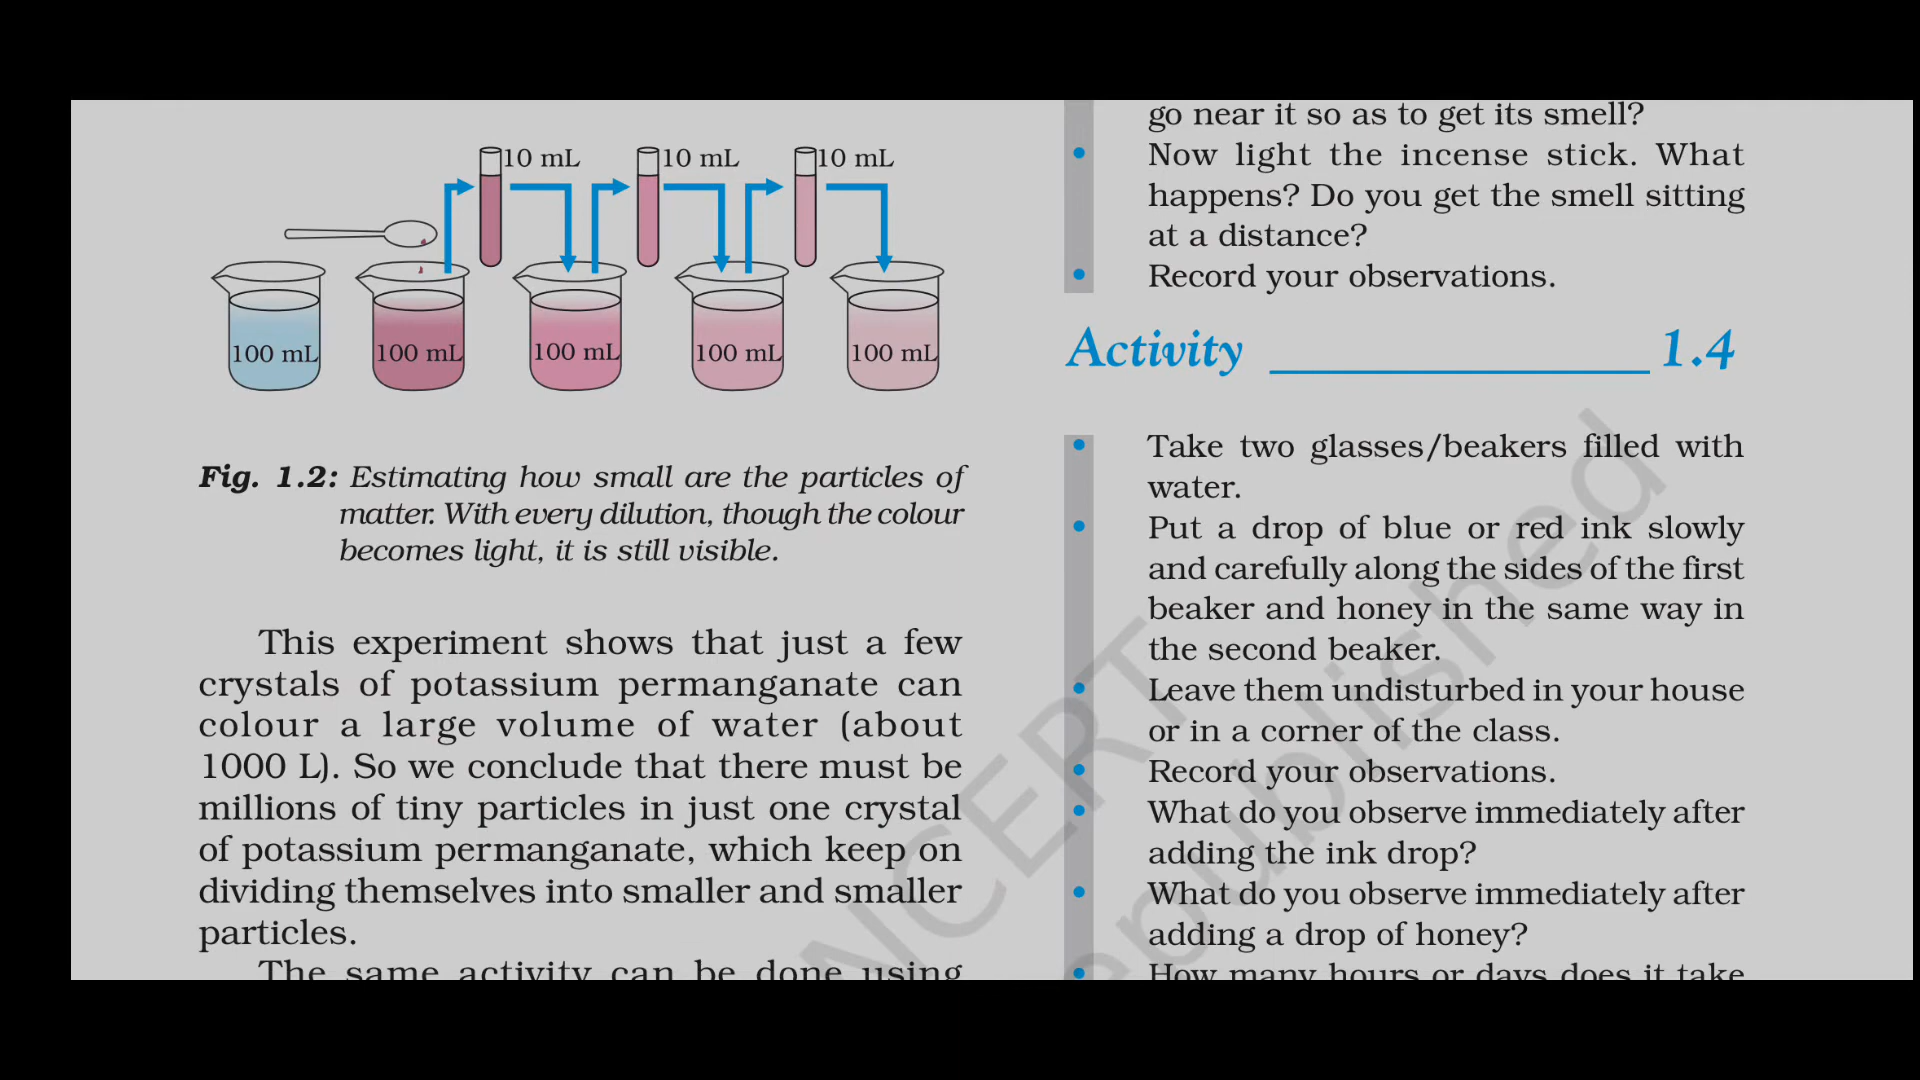 10 mL 10 mL 10 mL
100 mL 100 mL 100 mL 100 mL 100 mL
Fig. 1.2: Estimating how small are the particles of
matter. With every dilution, though the colour
becomes light, it is still visible.
This experiment shows that just a few
crystals of potassium permanganate can
colour a large volume of water (about
1000 L). So we conclude that there must be
millions of tiny particles in just one crystal
of potassium permanganate, which keep on
dividing themselves into smaller and smaller
particles.
The same activity can be done using
go near it so as to get its smell?
• Now light the incense stick. What
happens? Do you get the smell sitting
at a distance?
• Record your observations.
Activity 1.4
• Take two glasses/beakers filled with
water.
• Put a drop of blue or red ink slowly
and carefully along the sides of the first
beaker and honey in the same way in
the second beaker.
• Leave them undisturbed in your house
or in a corner of the class.
• Record your observations.
• What do you observe immediately after
adding the ink drop?
• What do you observe immediately after
adding a drop of honey?
• How many hours or days does it take
NCERT
epublished